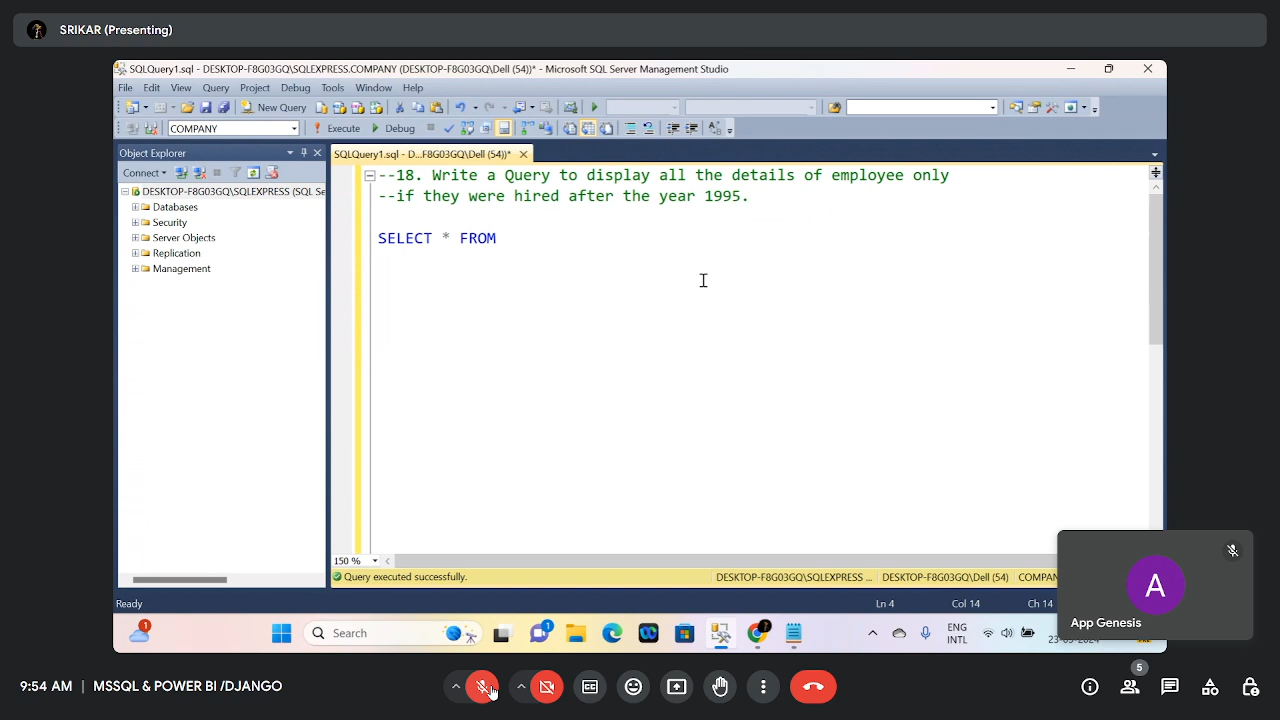 SRIKAR (Presenting)
SQLQuery1.sql - DESKTOP-F8G03GQ\SQLEXPRESS.COMPANY (DESKTOP-F8G03GQ\Dell (54))* - Microsoft SQL Server Management Studio
File Edit View Query Project Debug Tools Window Help
New Query
COMPANY Execute Debug
Object Explorer
SQLQuery1.sql - D...F8G03GQ\Dell (54))*
Connect
DESKTOP-F8G03GQ\SQLEXPRESS (SQL Se
Databases
Security
Server Objects
Replication
Management
--18. Write a Query to display all the details of employee only
--if they were hired after the year 1995.
SELECT * FROM
150 %
Query executed successfully. DESKTOP-F8G03GQ\SQLEXPRESS ... DESKTOP-F8G03GQ\Dell (54) COMPAN
Ready Ln 4 Col 14 Ch 14
A
App Genesis
1 Search 1 ENG
INTL
9:54 AM | MSSQL & POWER BI /DJANGO 5